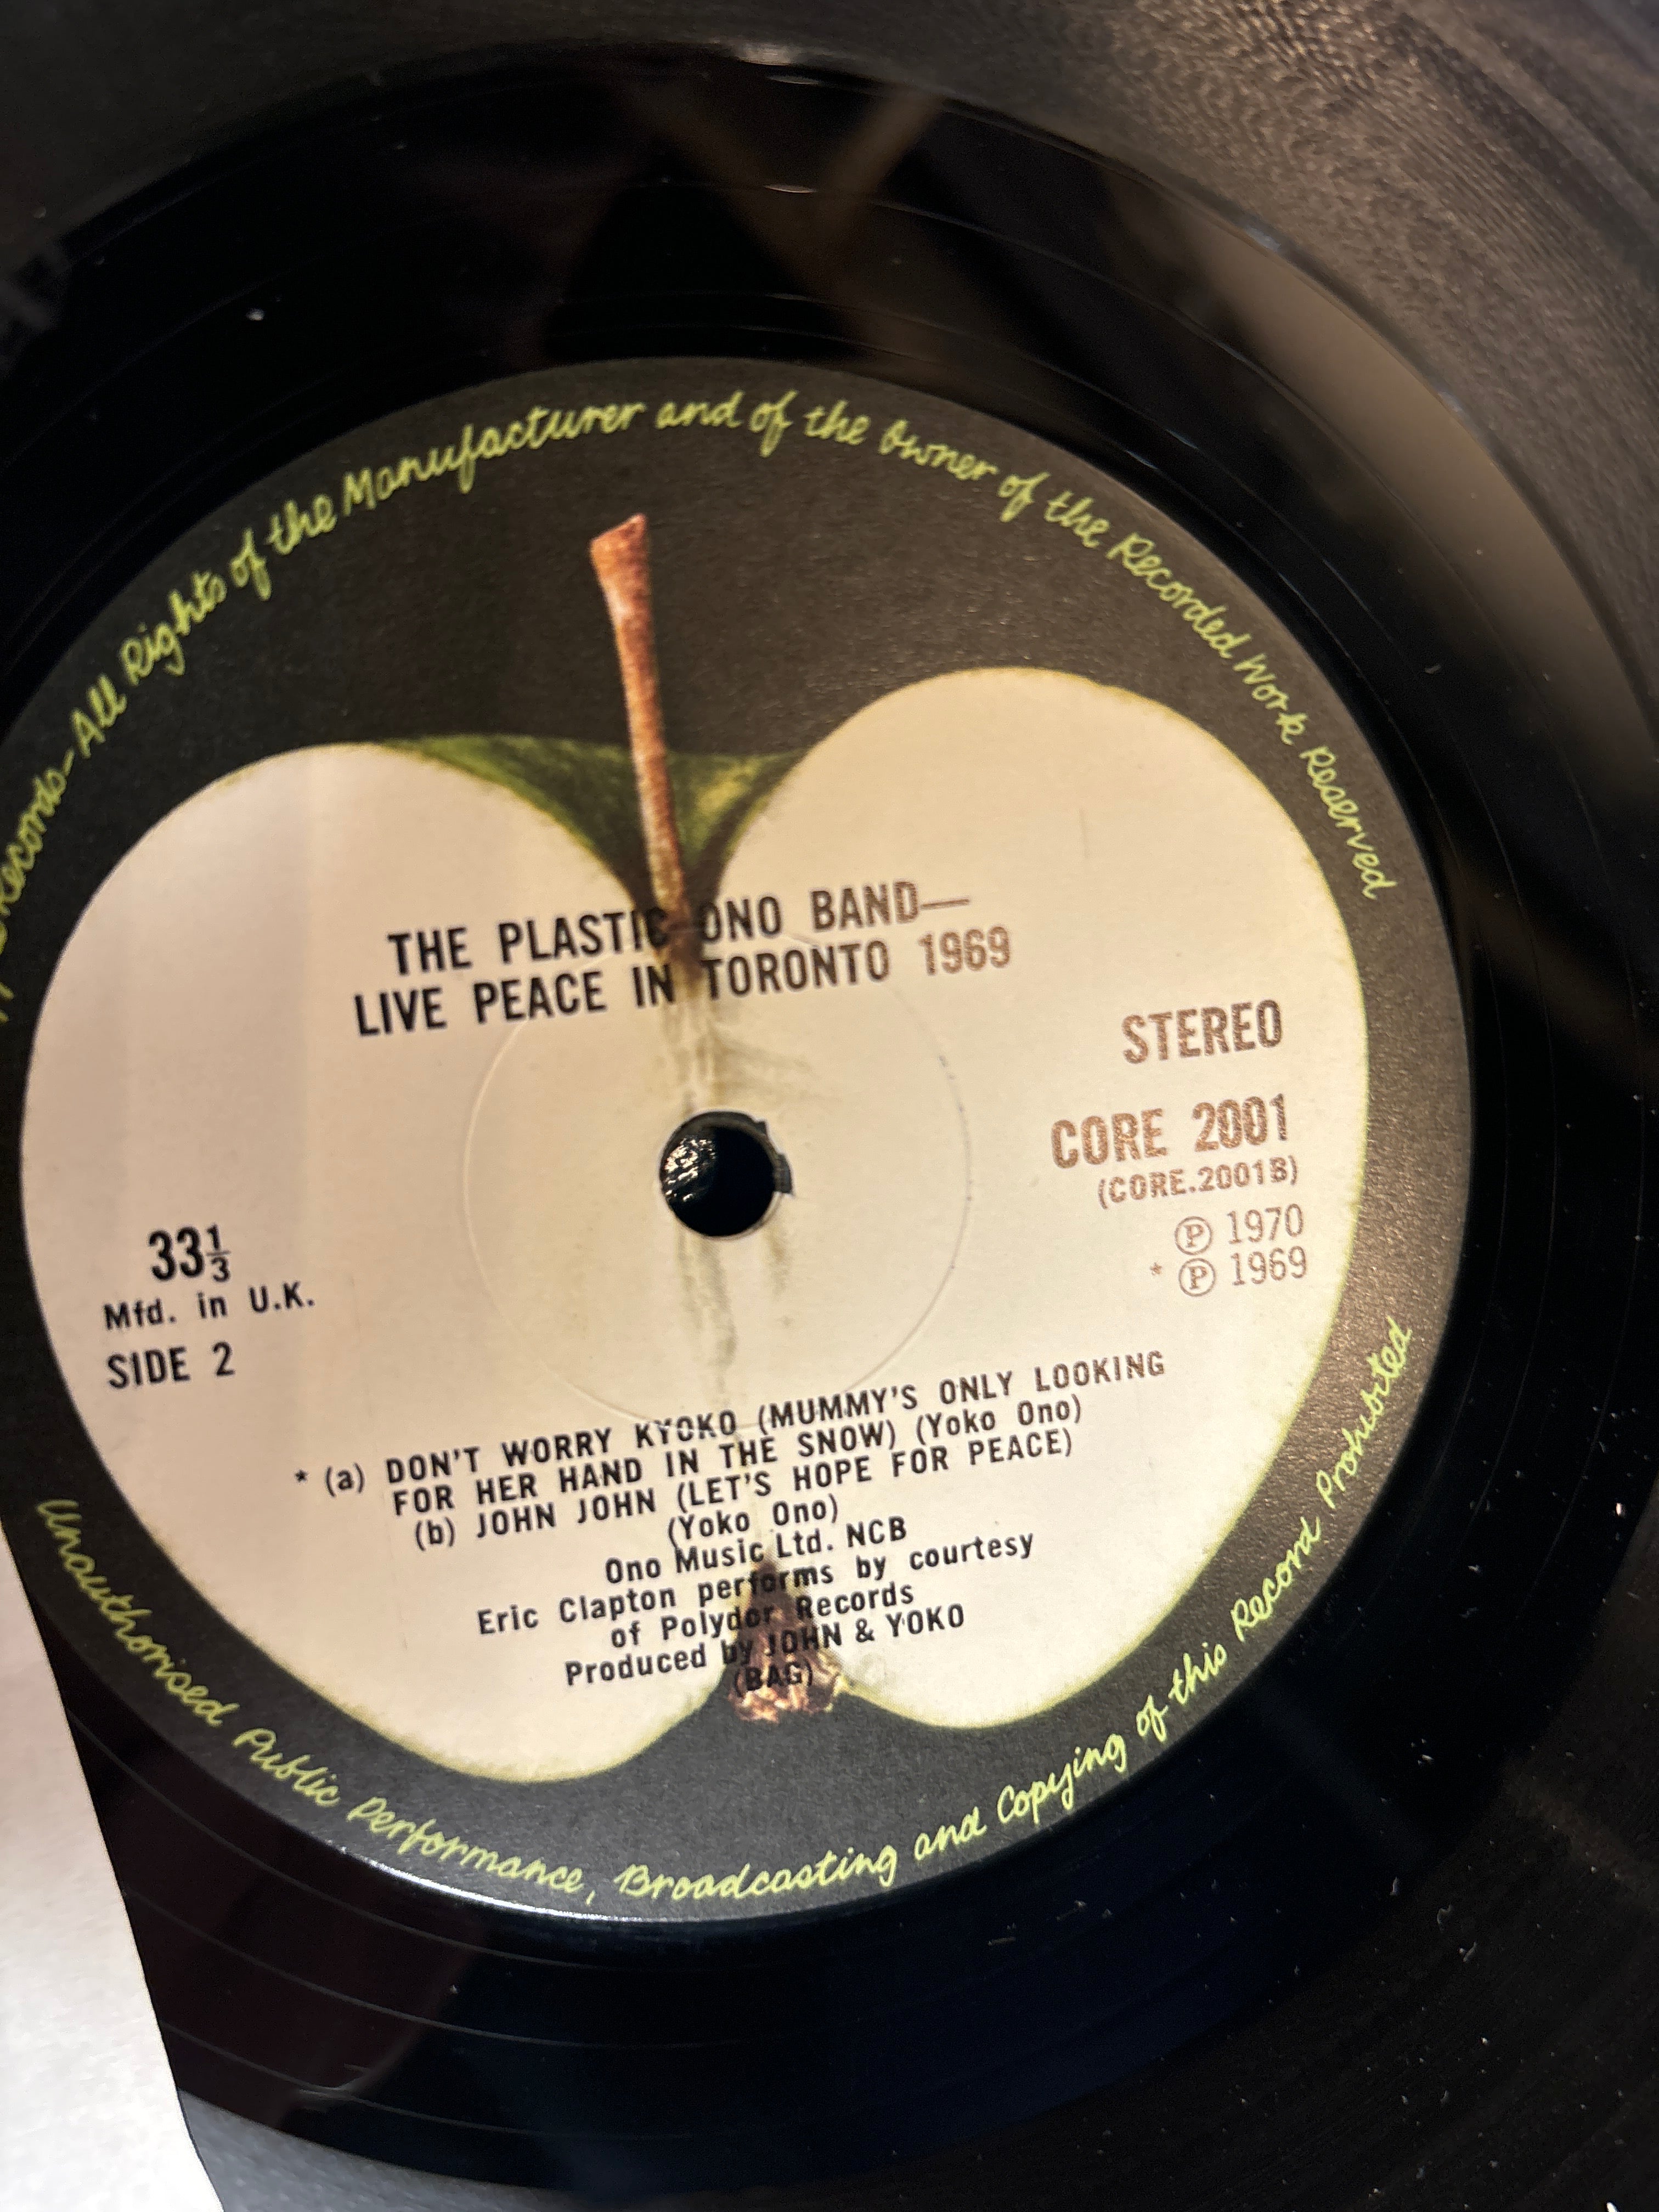 Records-All Rights of the Manufacturer and of the Owner of the Recorded Work Reserved
THE PLASTIC ONO BAND—
LIVE PEACE IN TORONTO 1969
STEREO
CORE 2001
(CORE.2001B)
Ⓟ 1970
* Ⓟ 1969
33⅓
Mfd. in U.K.
SIDE 2
* (a) DON'T WORRY KYOKO (MUMMY'S ONLY LOOKING
FOR HER HAND IN THE SNOW) (Yoko Ono)
(b) JOHN JOHN (LET'S HOPE FOR PEACE)
(Yoko Ono)
Ono Music Ltd. NCB
Eric Clapton performs by courtesy
of Polydor Records
Produced by JOHN & YOKO
(BAG)
Unauthorised Public Performance, Broadcasting and Copying of this Record Prohibited